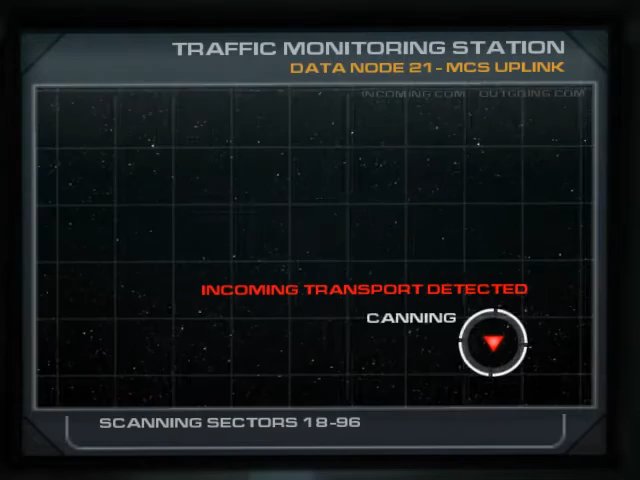 TRAFFIC MONITORING STATION
DATA NODE 21 - MCS UPLINK
INCOMING COM OUTGOING COM
INCOMING TRANSPORT DETECTED
CANNING
SCANNING SECTORS 18-96